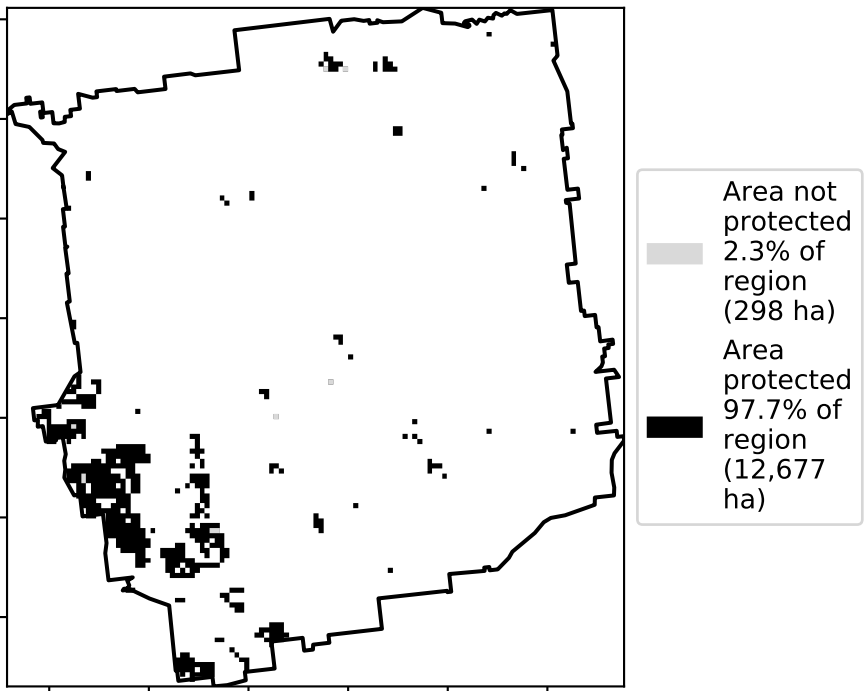 Area not
protected
2.3% of
region
(298 ha)
Area
protected
97.7% of
region
(12,677
ha)